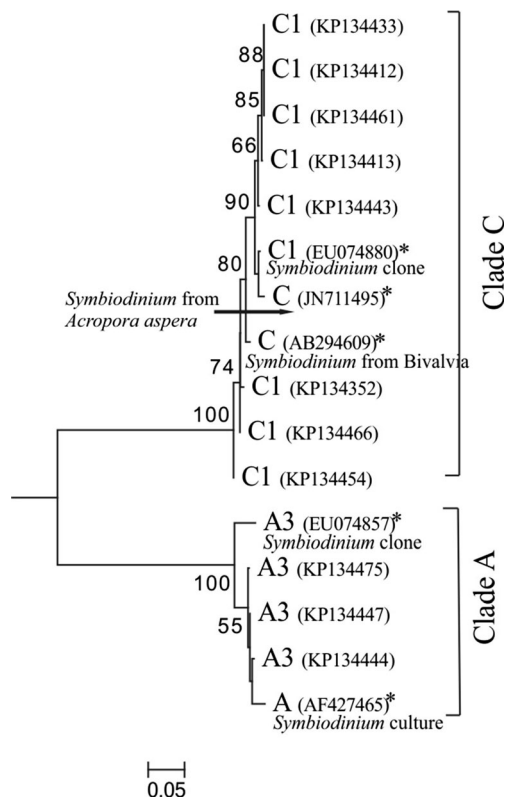 C1 (KP134433)
88
C1 (KP134412)
85
C1 (KP134461)
66
C1 (KP134413)
90
C1 (KP134443)
80
C1 (EU074880)*
Symbiodinium clone
Symbiodinium from
Acropora aspera
C (JN711495)*
C (AB294609)*
Symbiodinium from Bivalvia
74
C1 (KP134352)
100
C1 (KP134466)
C1 (KP134454)
Clade C
A3 (EU074857)*
Symbiodinium clone
100
A3 (KP134475)
55
A3 (KP134447)
A3 (KP134444)
A (AF427465)*
Symbiodinium culture
Clade A
0.05